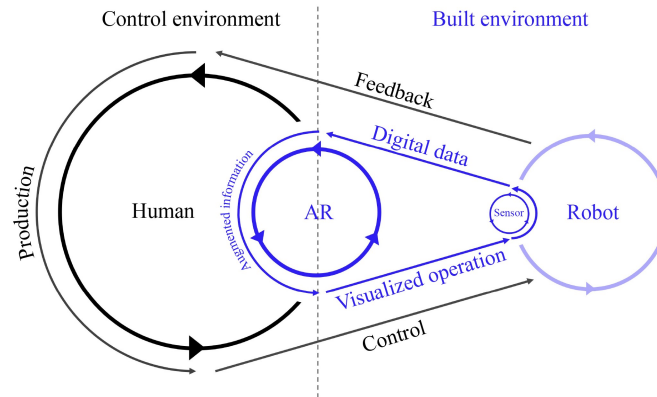 Control environment
Built environment
Feedback
Digital data
Production
Augmented information
Human
AR
Sensor
Robot
Visualized operation
Control